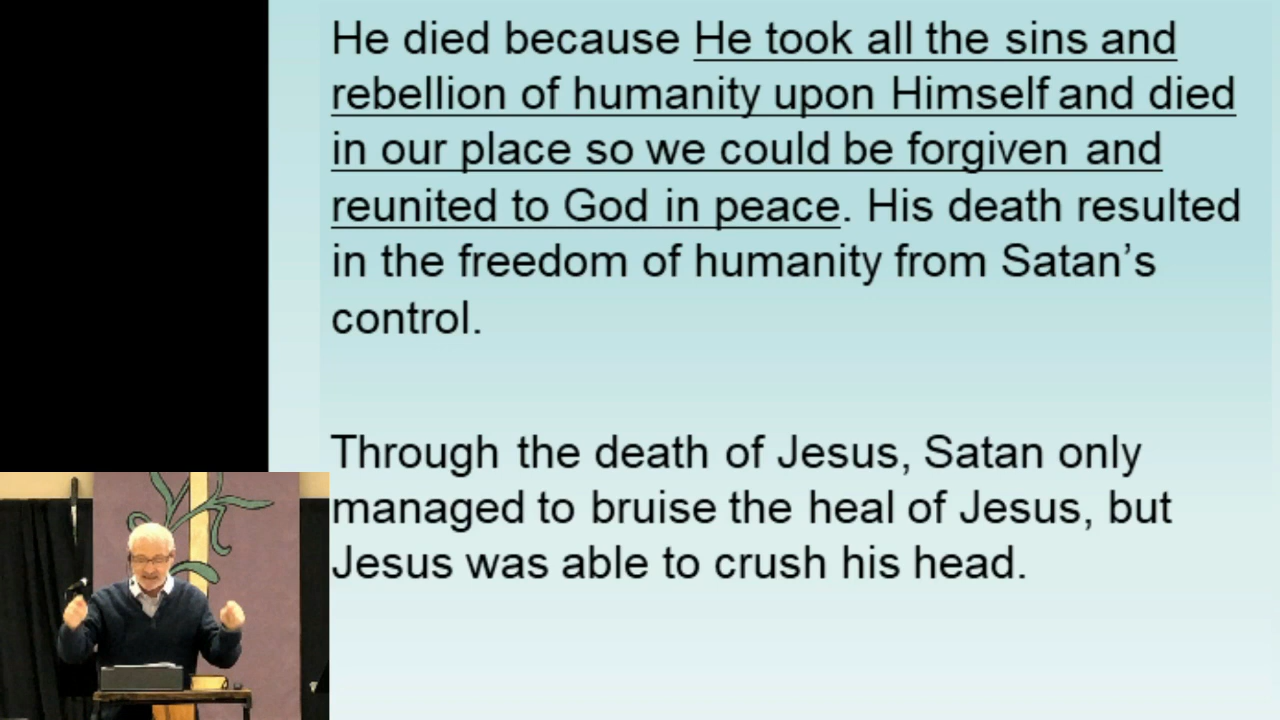 He died because He took all the sins and
rebellion of humanity upon Himself and died
in our place so we could be forgiven and
reunited to God in peace. His death resulted
in the freedom of humanity from Satan’s
control.
Through the death of Jesus, Satan only
managed to bruise the heal of Jesus, but
Jesus was able to crush his head.